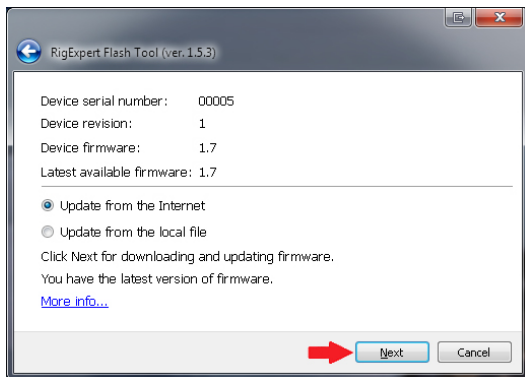 RigExpert Flash Tool (ver. 1.5.3)
Device serial number: 00005
Device revision: 1
Device firmware: 1.7
Latest available firmware: 1.7
Update from the Internet
Update from the local file
Click Next for downloading and updating firmware.
You have the latest version of firmware.
More info...
Next Cancel